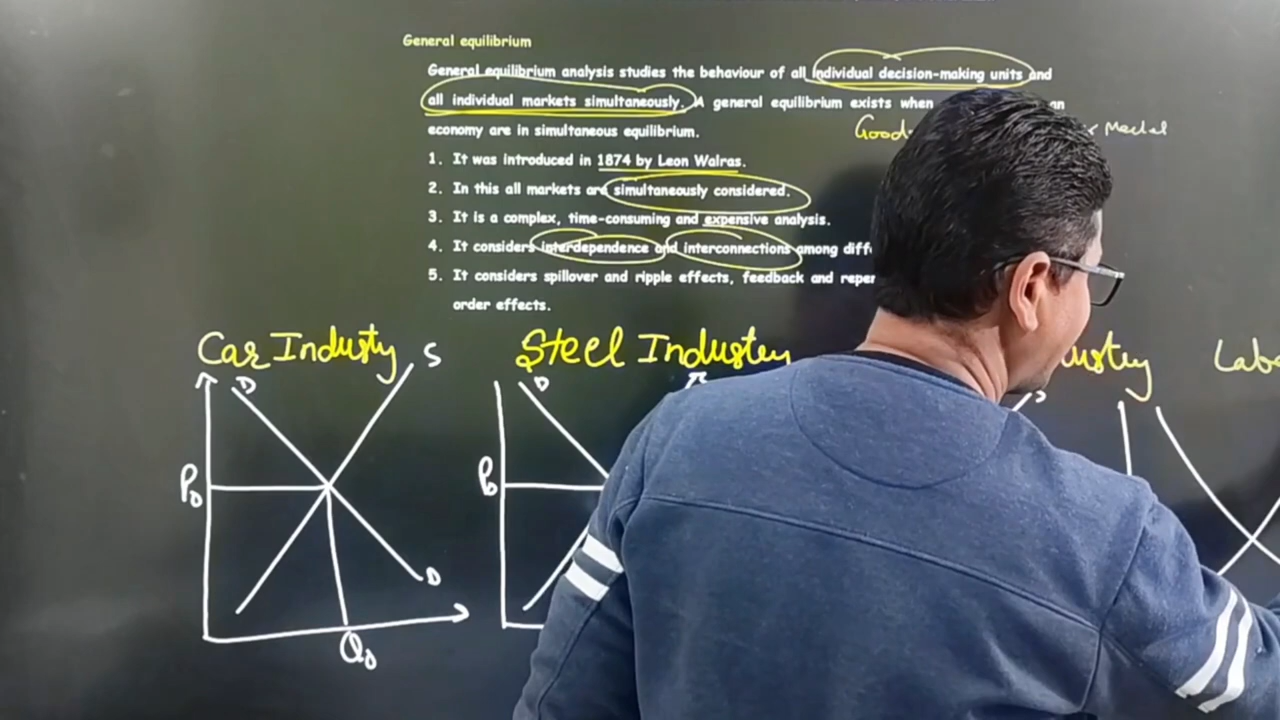 General equilibrium
General equilibrium analysis studies the behaviour of all individual decision-making units and
all individual markets simultaneously. A general equilibrium exists when
economy are in simultaneous equilibrium.
Good
1. It was introduced in 1874 by Leon Walras.
2. In this all markets are simultaneously considered.
3. It is a complex, time-consuming and expensive analysis.
4. It considers interdependence and interconnections among
5. It considers spillover and ripple effects, feedback and
order effects.
Car Industy Steel Industry
S
D D
P0 P0
D
Q0